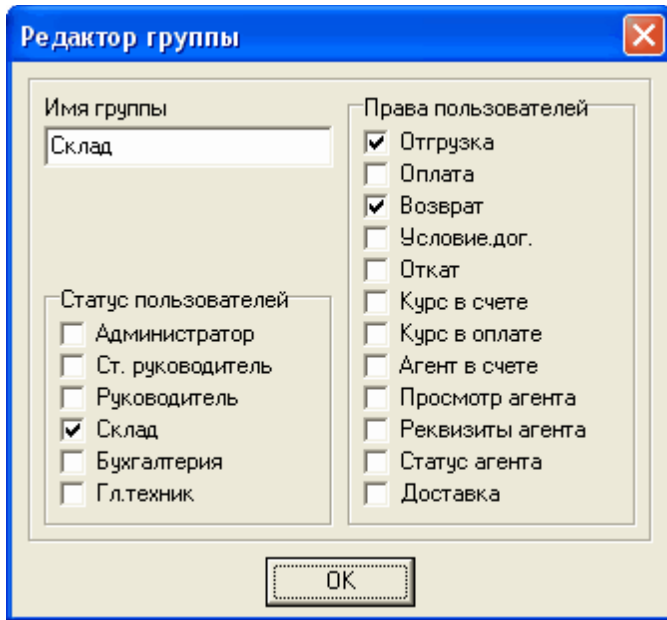 Редактор группы
Имя группы
Склад
Статус пользователей
Администратор
Ст. руководитель
Руководитель
Склад
Бухгалтерия
Гл.техник
Права пользователей
Отгрузка
Оплата
Возврат
Условие.дог.
Откат
Курс в счете
Курс в оплате
Агент в счете
Просмотр агента
Реквизиты агента
Статус агента
Доставка
OK